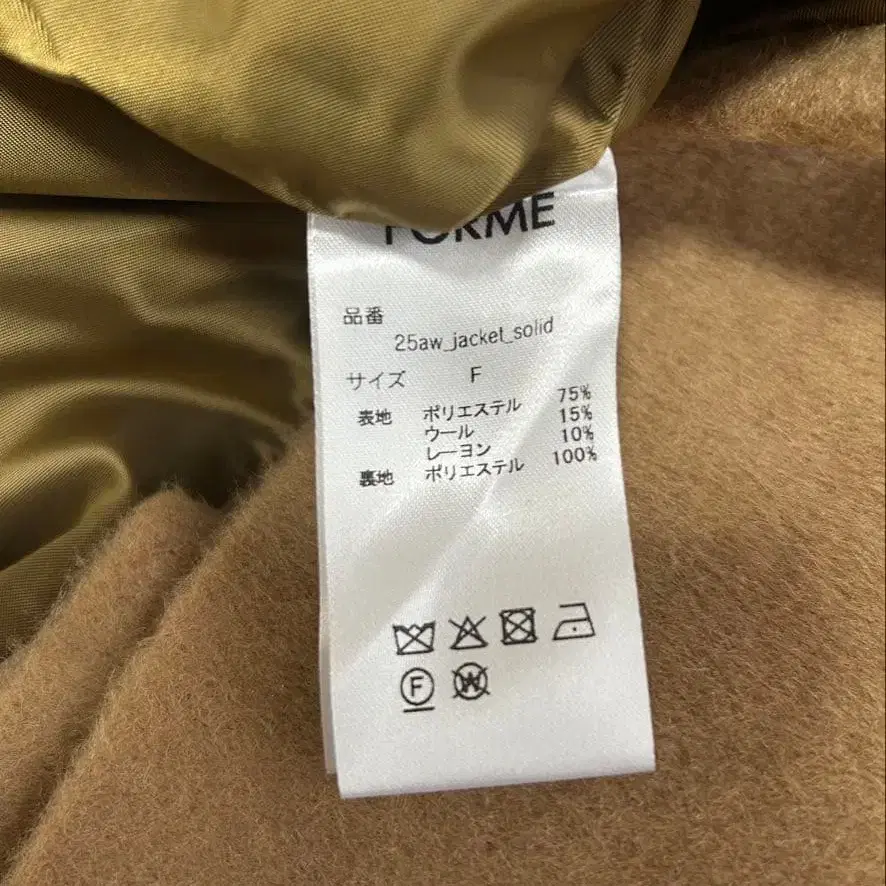 FORME
品番
25aw_jacket_solid
サイズ F
表地 ポリエステル 75%
ウール 15%
レーヨン 10%
裏地 ポリエステル 100%
F
W